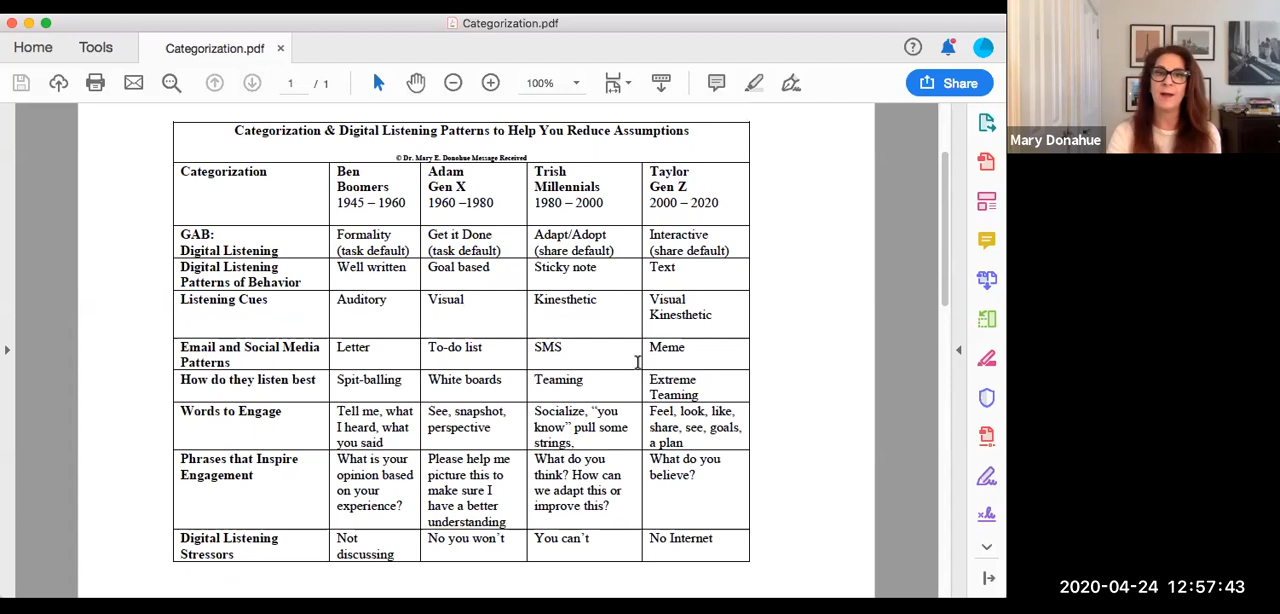 Categorization.pdf
Home
Tools
Categorization.pdf ×
1 / 1
100%
Share
Mary Donahue
Categorization & Digital Listening Patterns to Help You Reduce Assumptions
© Dr. Mary E. Donohue Message Received
Categorization
Ben
Boomers
1945 – 1960
Adam
Gen X
1960 –1980
Trish
Millennials
1980 – 2000
Taylor
Gen Z
2000 – 2020
GAB:
Digital Listening
Formality
(task default)
Get it Done
(task default)
Adapt/Adopt
(share default)
Interactive
(share default)
Digital Listening
Patterns of Behavior
Well written
Goal based
Sticky note
Text
Listening Cues
Auditory
Visual
Kinesthetic
Visual
Kinesthetic
Email and Social Media
Patterns
Letter
To-do list
SMS
Meme
How do they listen best
Spit-balling
White boards
Teaming
Extreme
Teaming
Words to Engage
Tell me, what
I heard, what
you said
See, snapshot,
perspective
Socialize, “you
know” pull some
strings,
Feel, look, like,
share, see, goals,
a plan
Phrases that Inspire
Engagement
What is your
opinion based
on your
experience?
Please help me
picture this to
make sure I
have a better
understanding
What do you
think? How can
we adapt this or
improve this?
What do you
believe?
Digital Listening
Stressors
Not
discussing
No you won’t
You can’t
No Internet
2020-04-24 12:57:43